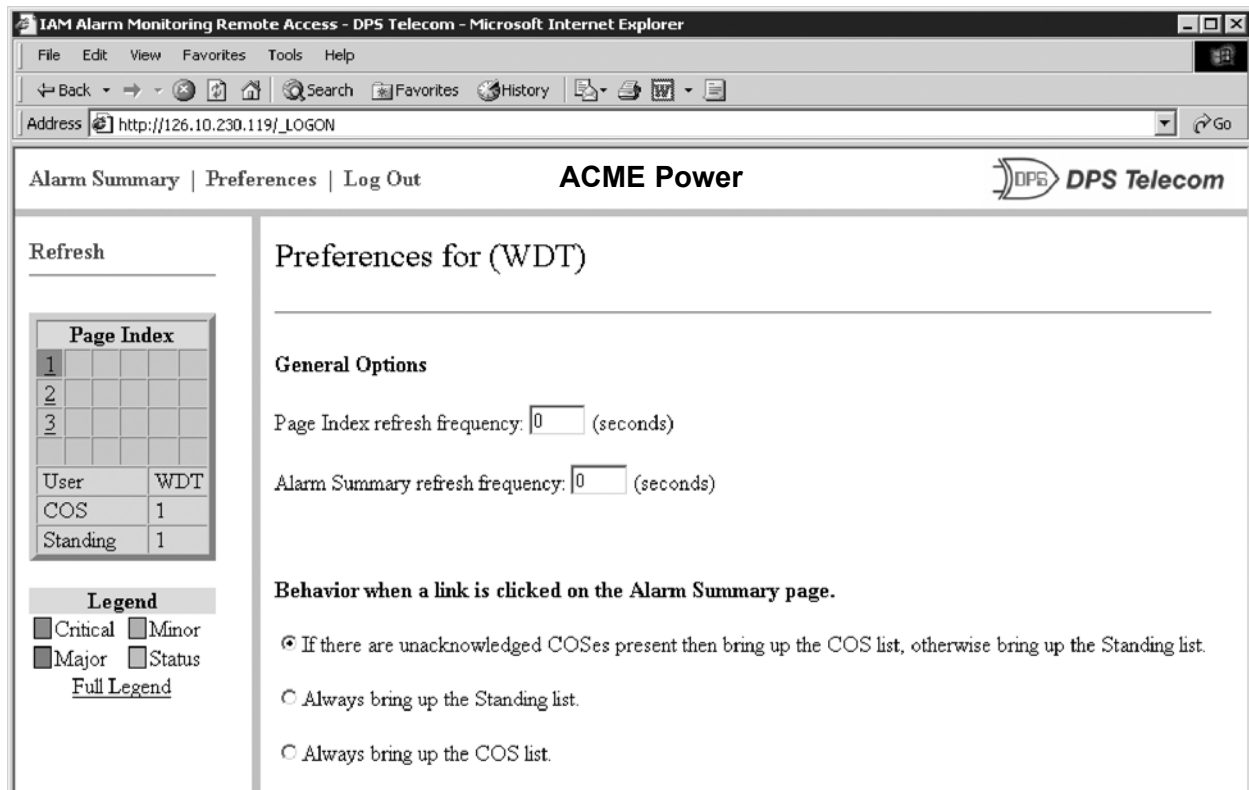 IAM Alarm Monitoring Remote Access - DPS Telecom - Microsoft Internet Explorer
File Edit View Favorites Tools Help
Back Search Favorites History
Address http://126.10.230.119/_LOGON Go
Alarm Summary | Preferences | Log Out ACME Power DPS DPS Telecom
Refresh
Page Index
1
2
3
User WDT
COS 1
Standing 1
Legend
Critical Minor
Major Status
Full Legend
Preferences for (WDT)
General Options
Page Index refresh frequency: 0 (seconds)
Alarm Summary refresh frequency: 0 (seconds)
Behavior when a link is clicked on the Alarm Summary page.
If there are unacknowledged COSes present then bring up the COS list, otherwise bring up the Standing list.
Always bring up the Standing list.
Always bring up the COS list.